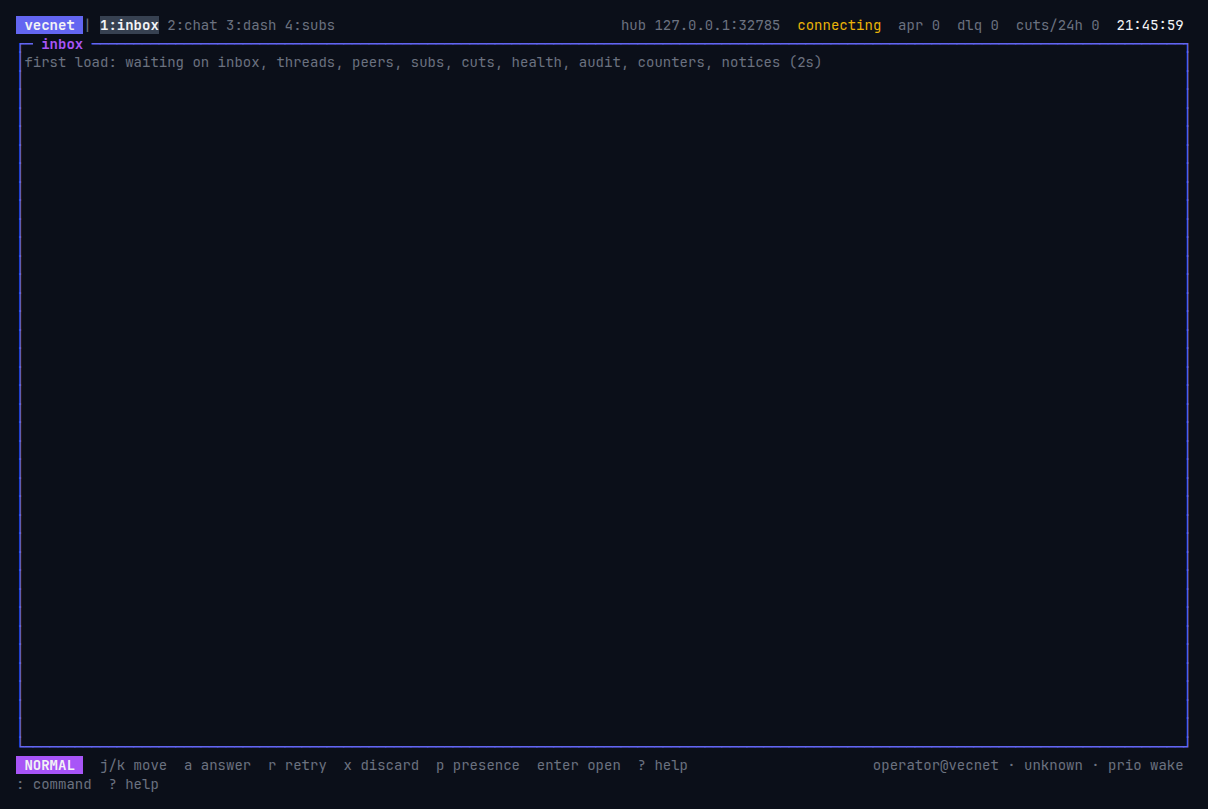 vecnet | 1:inbox 2:chat 3:dash 4:subs hub 127.0.0.1:32785 connecting apr 0 dlq 0 cuts/24h 0 21:45:59
inbox
first load: waiting on inbox, threads, peers, subs, cuts, health, audit, counters, notices (2s)
NORMAL j/k move a answer r retry x discard p presence enter open ? help operator@vecnet · unknown · prio wake
: command ? help